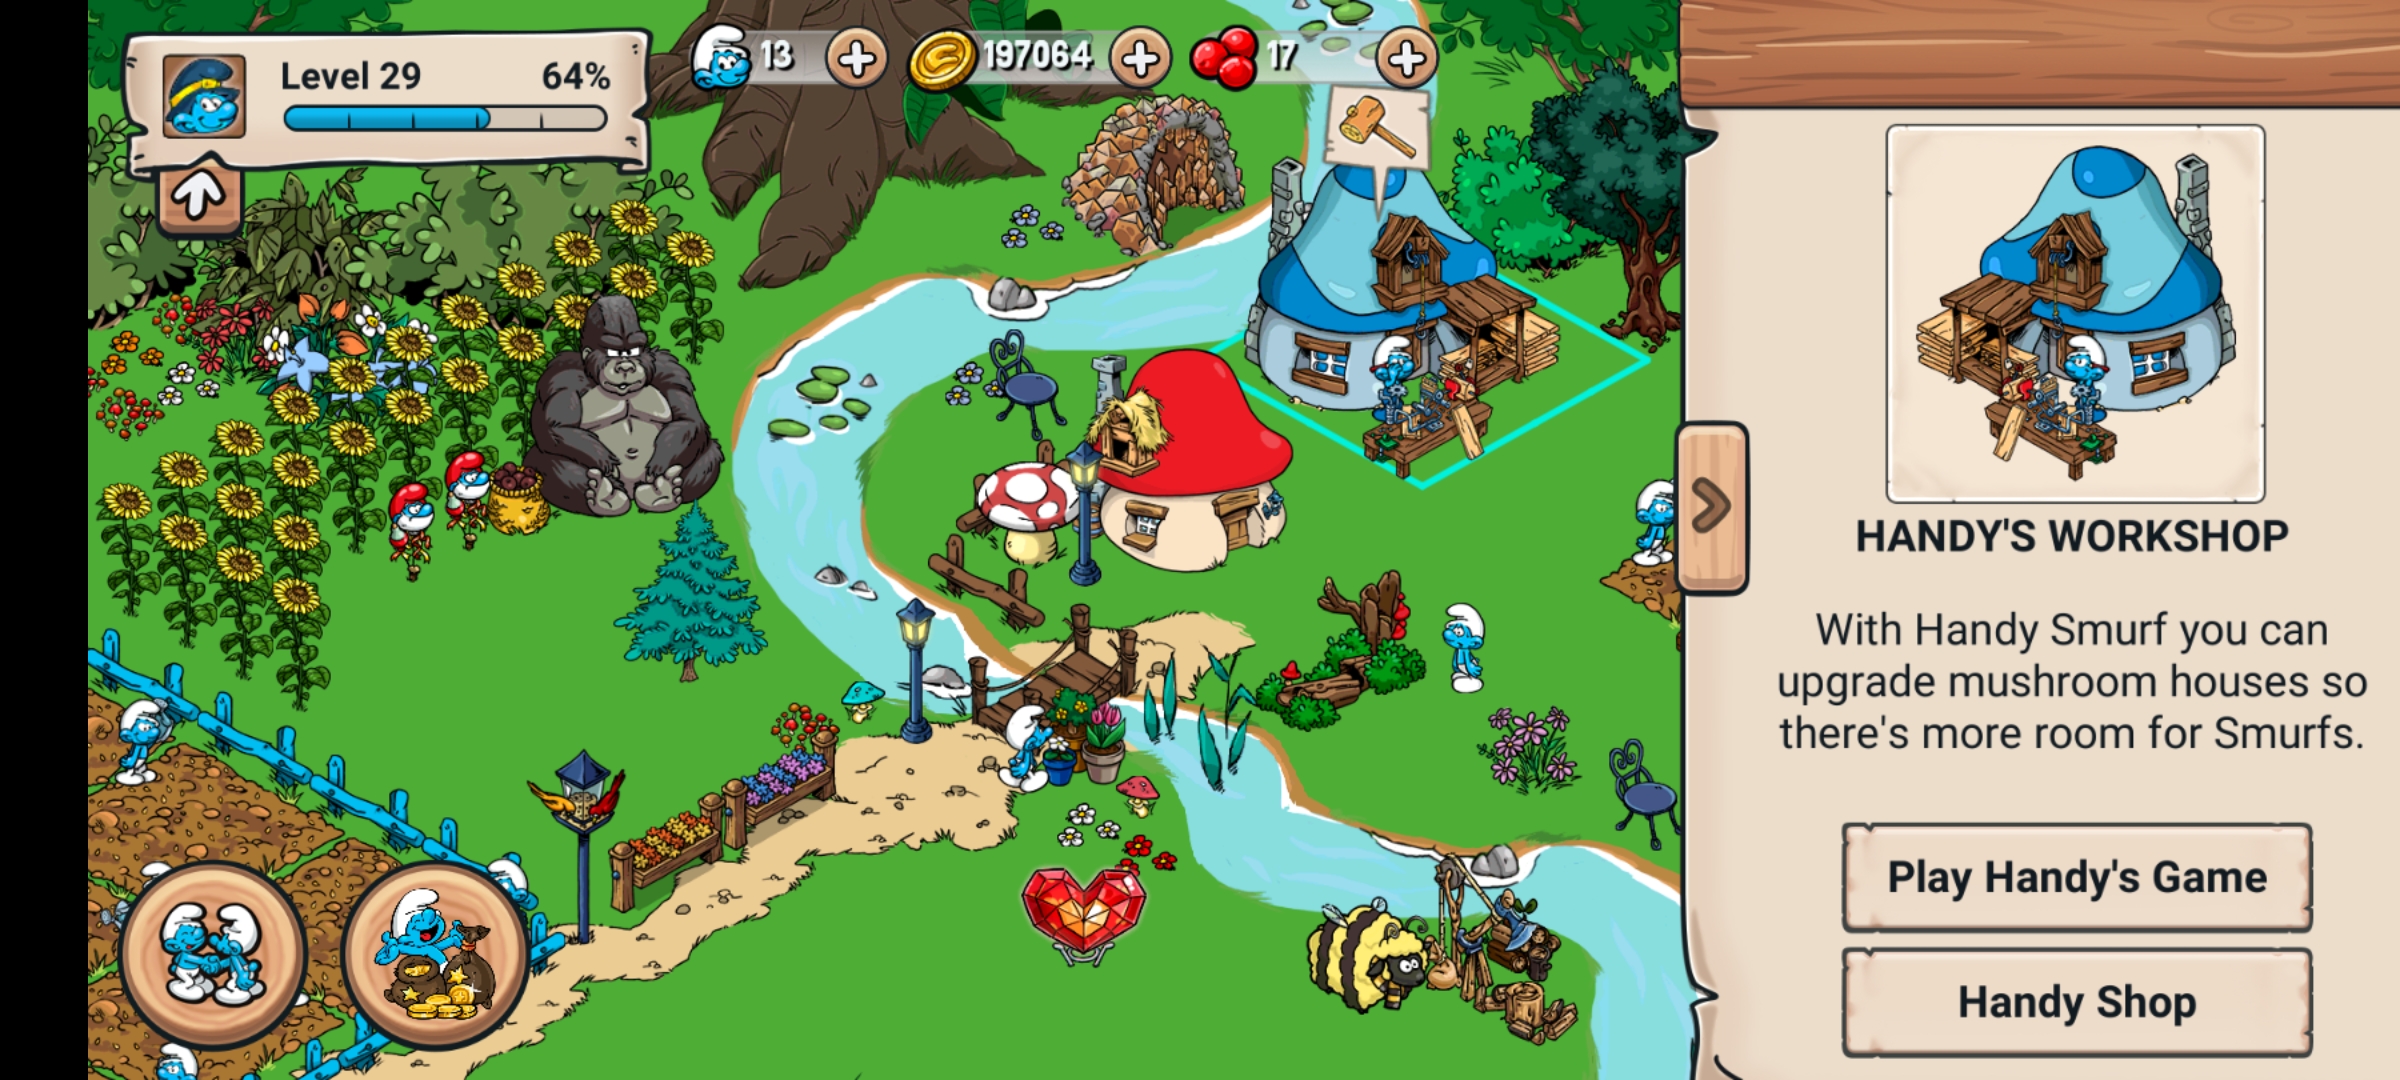 Level 29
64%
13
197064
17
HANDY'S WORKSHOP
With Handy Smurf you can
upgrade mushroom houses so
there's more room for Smurfs.
Play Handy's Game
Handy Shop